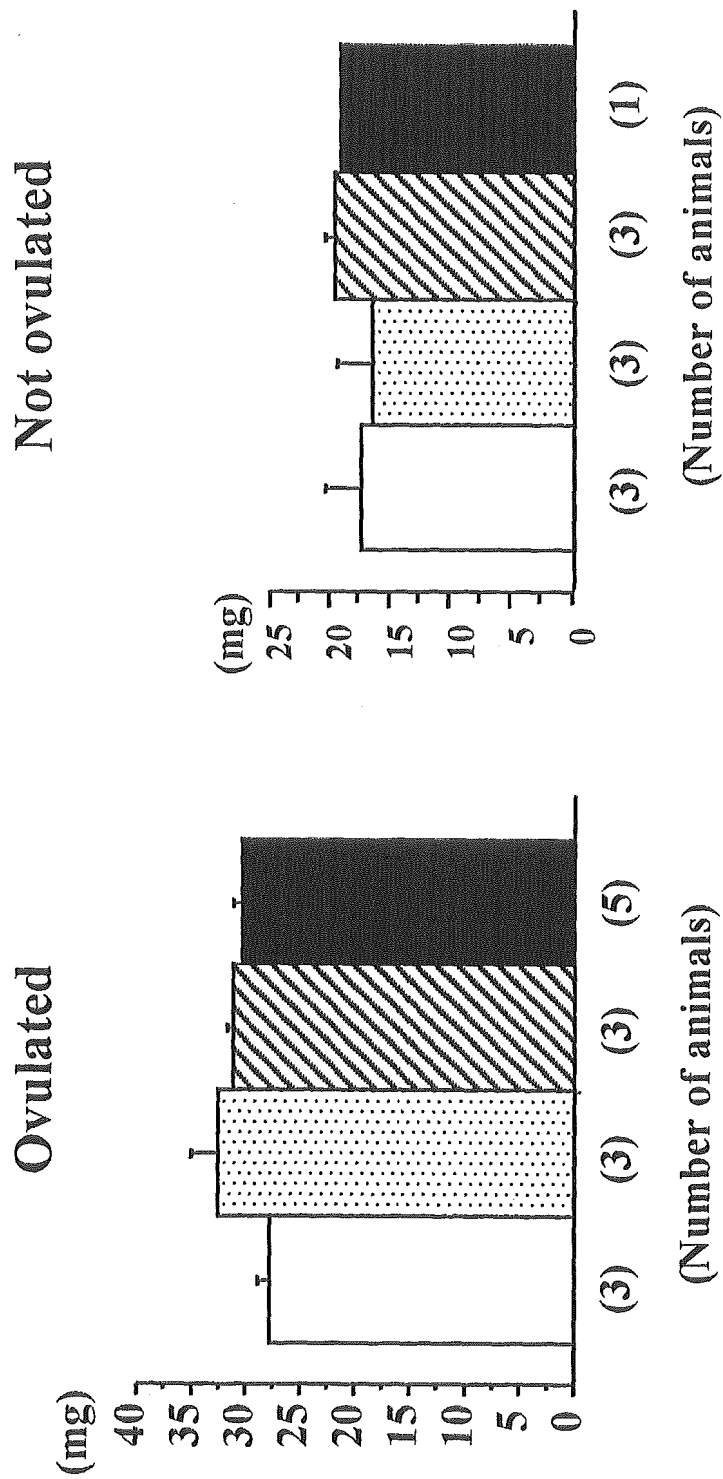 Ovulated
(mg)
40
35
30
25
20
15
10
5
0
(3) (3) (3) (5)
(Number of animals)
Not ovulated
(mg)
25
20
15
10
5
0
(3) (3) (3) (1)
(Number of animals)